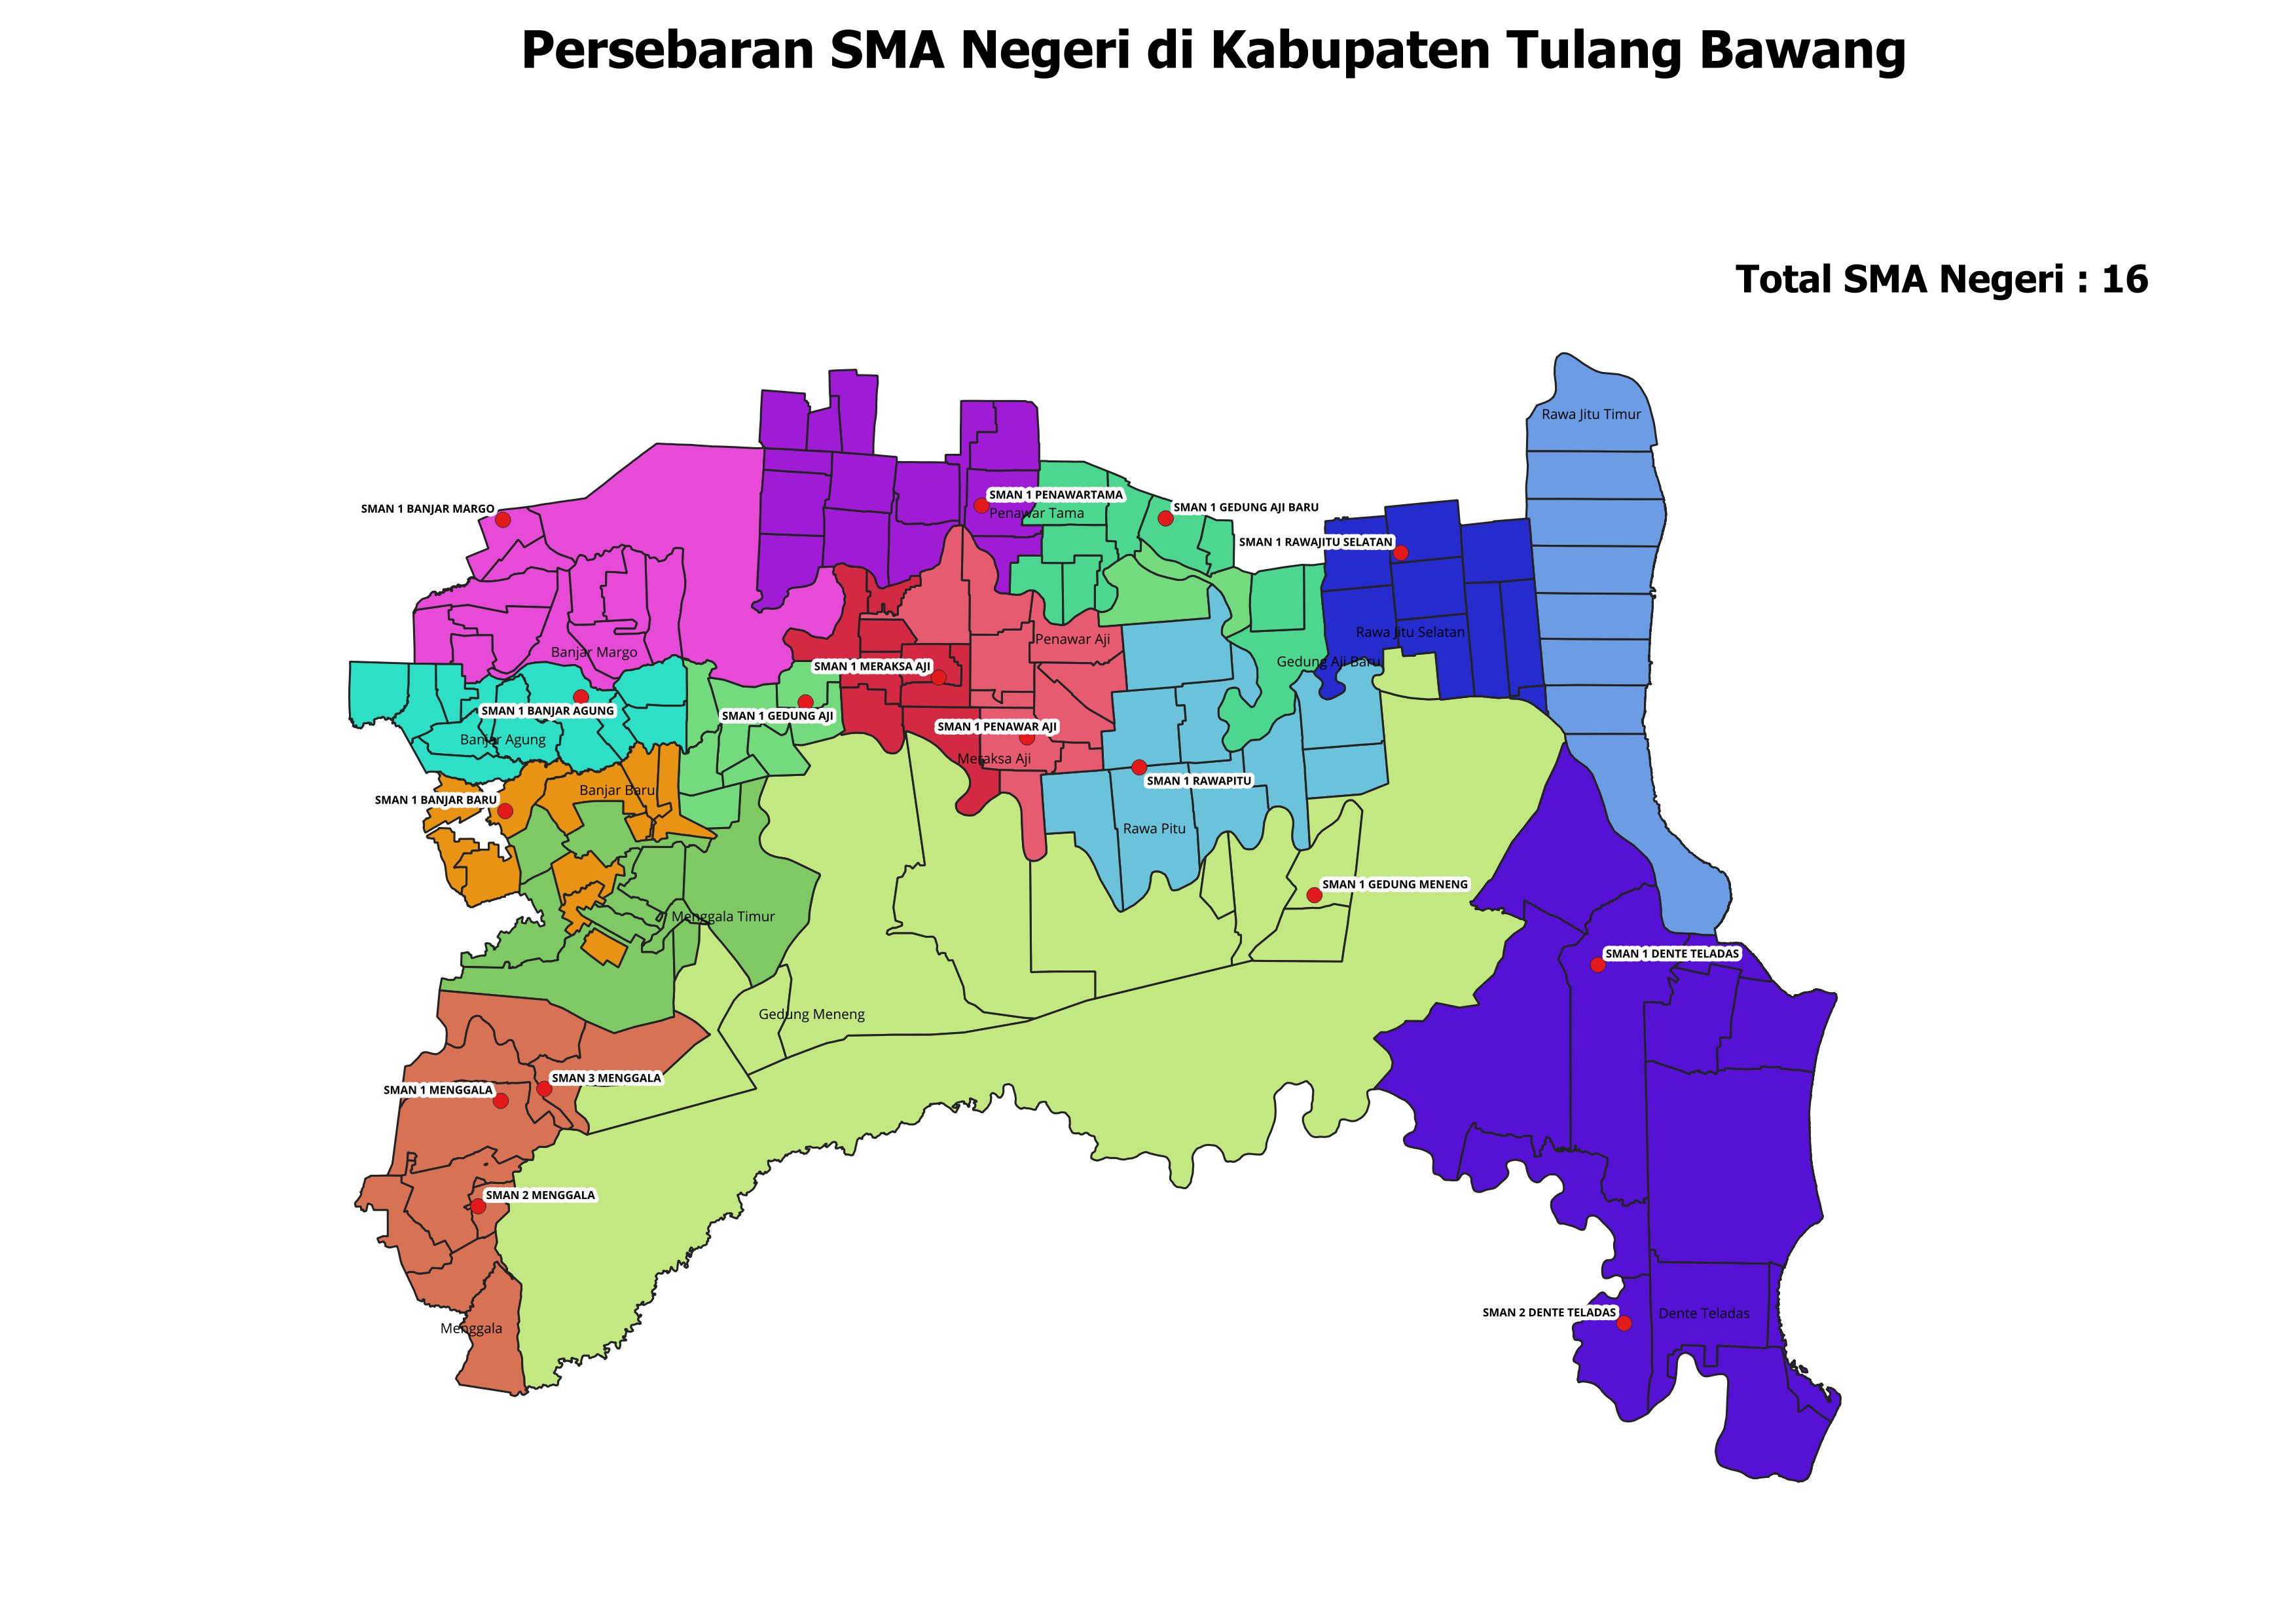 Persebaran SMA Negeri di Kabupaten Tulang Bawang
Total SMA Negeri : 16
Rawa Jitu Timur
SMAN 1 PENAWARTAMA
SMAN 1 BANJAR MARGO
SMAN 1 GEDUNG AJI BARU
Penawar Tama
SMAN 1 RAWAJITU SELATAN
Rawa Jitu Selatan
Penawar Aji
Banjar Margo
Gedung Aji Baru
SMAN 1 MERAKSA AJI
SMAN 1 BANJAR AGUNG
SMAN 1 GEDUNG AJI
SMAN 1 PENAWAR AJI
Banjar Agung
Meraksa Aji
SMAN 1 RAWAPITU
Banjar Baru
SMAN 1 BANJAR BARU
Rawa Pitu
SMAN 1 GEDUNG MENENG
Menggala Timur
SMAN 1 DENTE TELADAS
Gedung Meneng
SMAN 3 MENGGALA
SMAN 1 MENGGALA
SMAN 2 MENGGALA
SMAN 2 DENTE TELADAS
Dente Teladas
Menggala